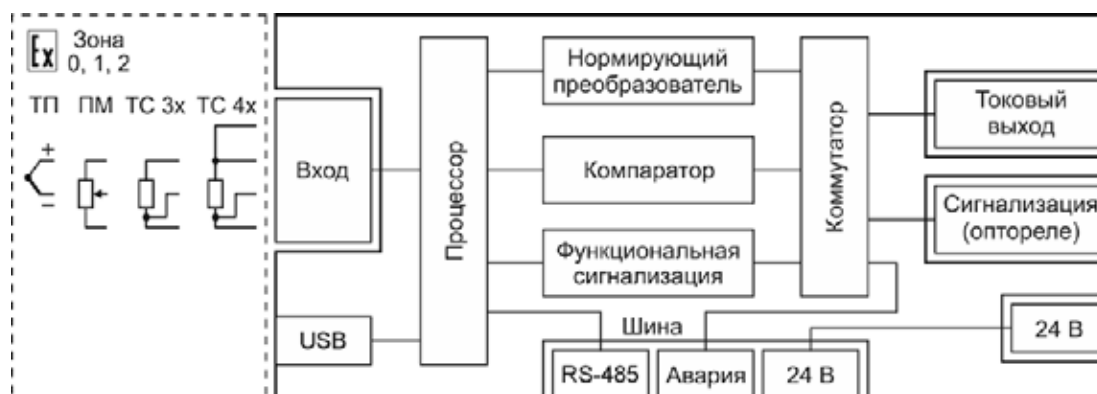 Ex Зона
0, 1, 2
ТП ПМ ТС 3х ТС 4х
+
–
Вход
USB
Процессор
Нормирующий
преобразователь
Компаратор
Функциональная
сигнализация
Коммутатор
Токовый
выход
Сигнализация
(оптореле)
24 В
Шина
RS-485
Авария
24 В